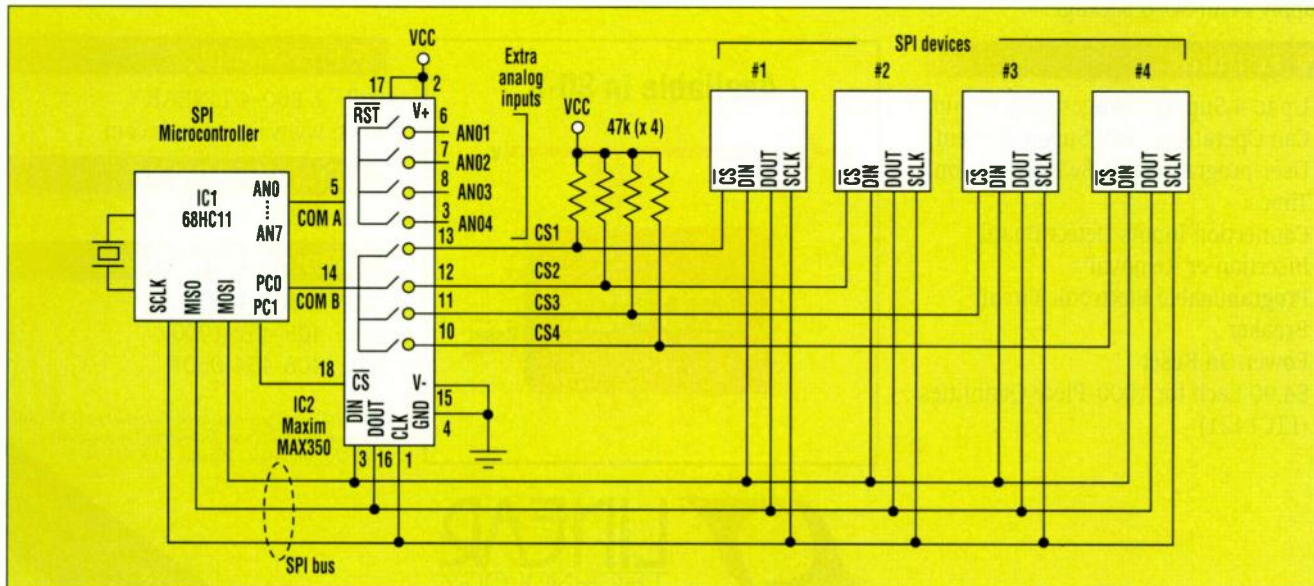 SPI devices
VCC
Extra
analog
inputs
VCC
47k (x 4)
#1
#2
#3
#4
SPI
Microcontroller
IC1
68HC11
AN0
AN7
PC0
PC1
SCLK
MISO
MOSI
5
COM A
14
COM B
18
17
2
RST
V+
6
AN01
7
AN02
8
AN03
3
AN04
13
CS1
12
CS2
11
CS3
10
CS4
CS
V-
15
GND
4
DIN
DOUT
CLK
3
16
1
IC2
Maxim
MAX350
CS
DIN
DOUT
SCLK
CS
DIN
DOUT
SCLK
CS
DIN
DOUT
SCLK
CS
DIN
DOUT
SCLK
SPI bus